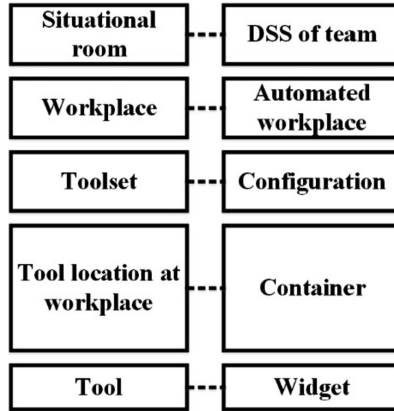 Situational
room
DSS of team
Workplace
Automated
workplace
Toolset
Configuration
Tool location at
workplace
Container
Tool
Widget